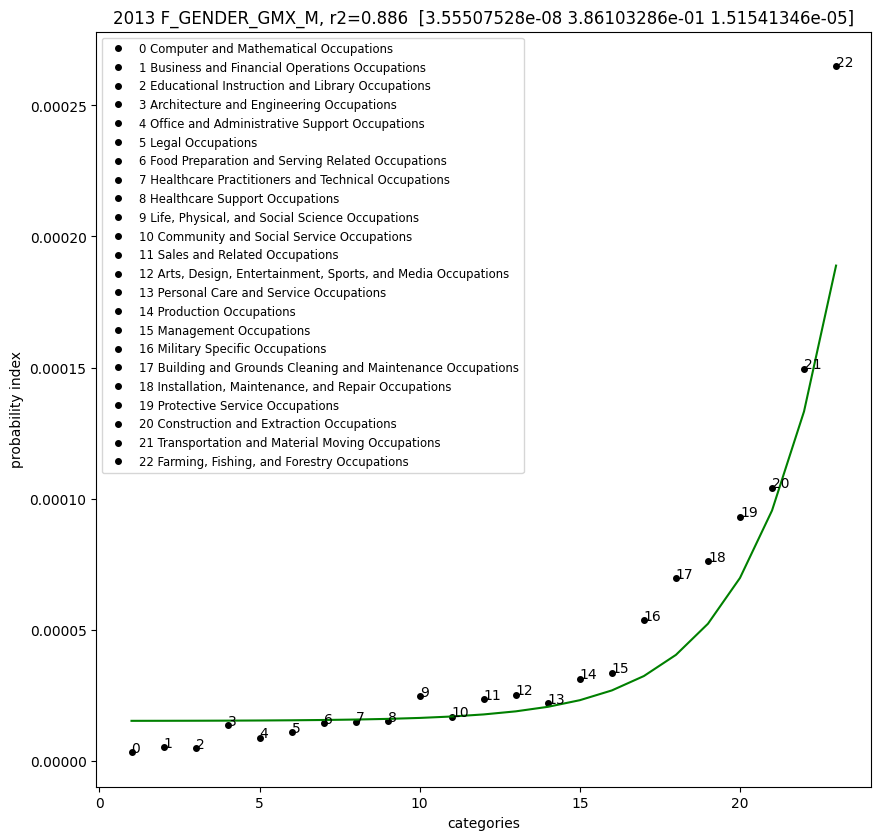 2013 F_GENDER_GMX_M, r2=0.886  [3.55507528e-08 3.86103286e-01 1.51541346e-05]
0 Computer and Mathematical Occupations
1 Business and Financial Operations Occupations
2 Educational Instruction and Library Occupations
3 Architecture and Engineering Occupations
4 Office and Administrative Support Occupations
5 Legal Occupations
6 Food Preparation and Serving Related Occupations
7 Healthcare Practitioners and Technical Occupations
8 Healthcare Support Occupations
9 Life, Physical, and Social Science Occupations
10 Community and Social Service Occupations
11 Sales and Related Occupations
12 Arts, Design, Entertainment, Sports, and Media Occupations
13 Personal Care and Service Occupations
14 Production Occupations
15 Management Occupations
16 Military Specific Occupations
17 Building and Grounds Cleaning and Maintenance Occupations
18 Installation, Maintenance, and Repair Occupations
19 Protective Service Occupations
20 Construction and Extraction Occupations
21 Transportation and Material Moving Occupations
22 Farming, Fishing, and Forestry Occupations
0.00025
0.00020
0.00015
0.00010
0.00005
0.00000
probability index
0
1
2
3
4
5
6
7
8
9
10
11
12
13
14
15
16
17
18
19
20
21
22
0
5
10
15
20
categories